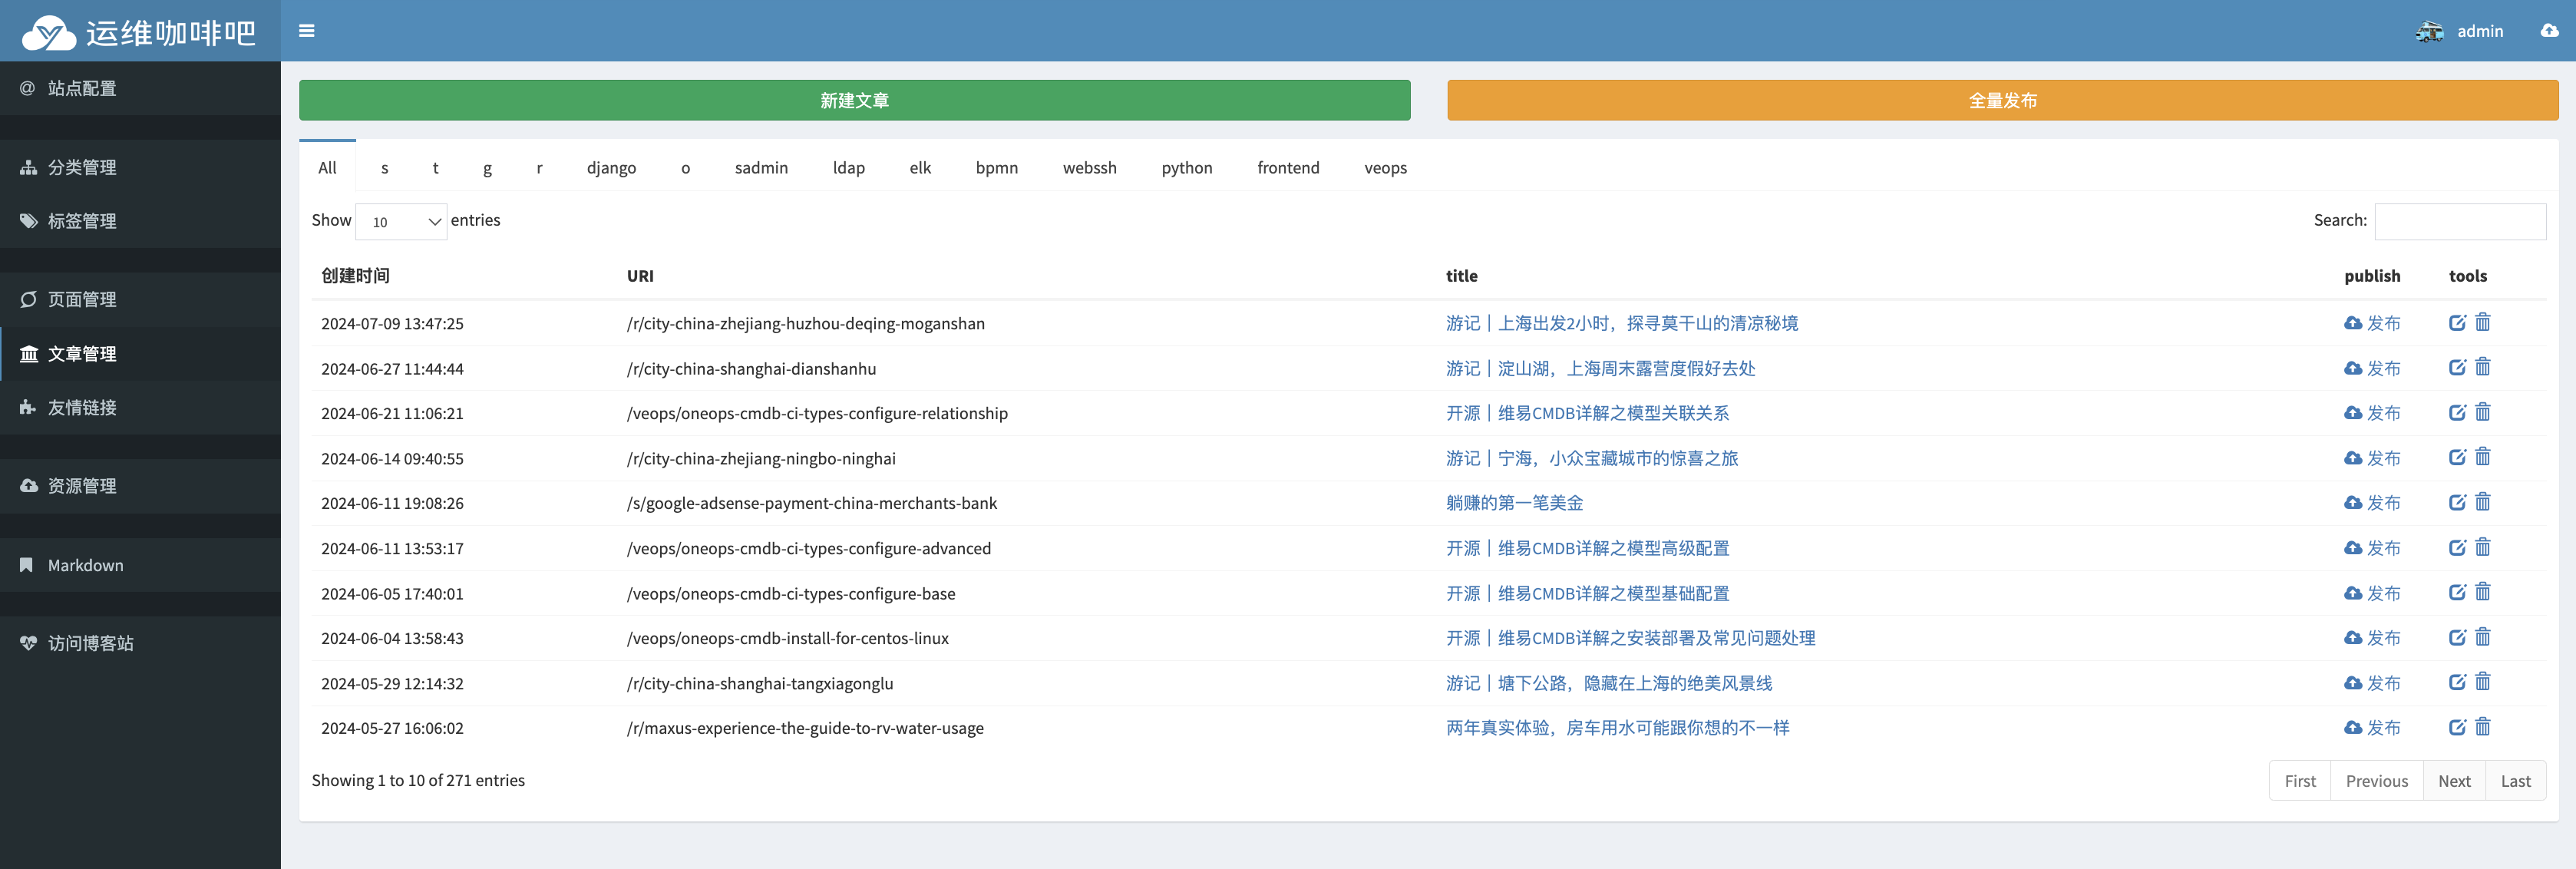 运维咖啡吧
admin
@ 站点配置
分类管理
标签管理
页面管理
文章管理
友情链接
资源管理
Markdown
访问博客站
新建文章 全量发布
All s t g r django o sadmin ldap elk bpmn webssh python frontend veops
Show 10 entries Search:
创建时间 URI title publish tools
2024-07-09 13:47:25 /r/city-china-zhejiang-huzhou-deqing-moganshan 游记｜上海出发2小时，探寻莫干山的清凉秘境 发布
2024-06-27 11:44:44 /r/city-china-shanghai-dianshanhu 游记｜淀山湖，上海周末露营度假好去处 发布
2024-06-21 11:06:21 /veops/oneops-cmdb-ci-types-configure-relationship 开源｜维易CMDB详解之模型关联关系 发布
2024-06-14 09:40:55 /r/city-china-zhejiang-ningbo-ninghai 游记｜宁海，小众宝藏城市的惊喜之旅 发布
2024-06-11 19:08:26 /s/google-adsense-payment-china-merchants-bank 躺赚的第一笔美金 发布
2024-06-11 13:53:17 /veops/oneops-cmdb-ci-types-configure-advanced 开源｜维易CMDB详解之模型高级配置 发布
2024-06-05 17:40:01 /veops/oneops-cmdb-ci-types-configure-base 开源｜维易CMDB详解之模型基础配置 发布
2024-06-04 13:58:43 /veops/oneops-cmdb-install-for-centos-linux 开源｜维易CMDB详解之安装部署及常见问题处理 发布
2024-05-29 12:14:32 /r/city-china-shanghai-tangxiagonglu 游记｜塘下公路，隐藏在上海的绝美风景线 发布
2024-05-27 16:06:02 /r/maxus-experience-the-guide-to-rv-water-usage 两年真实体验，房车用水可能跟你想的不一样 发布
Showing 1 to 10 of 271 entries First Previous Next Last